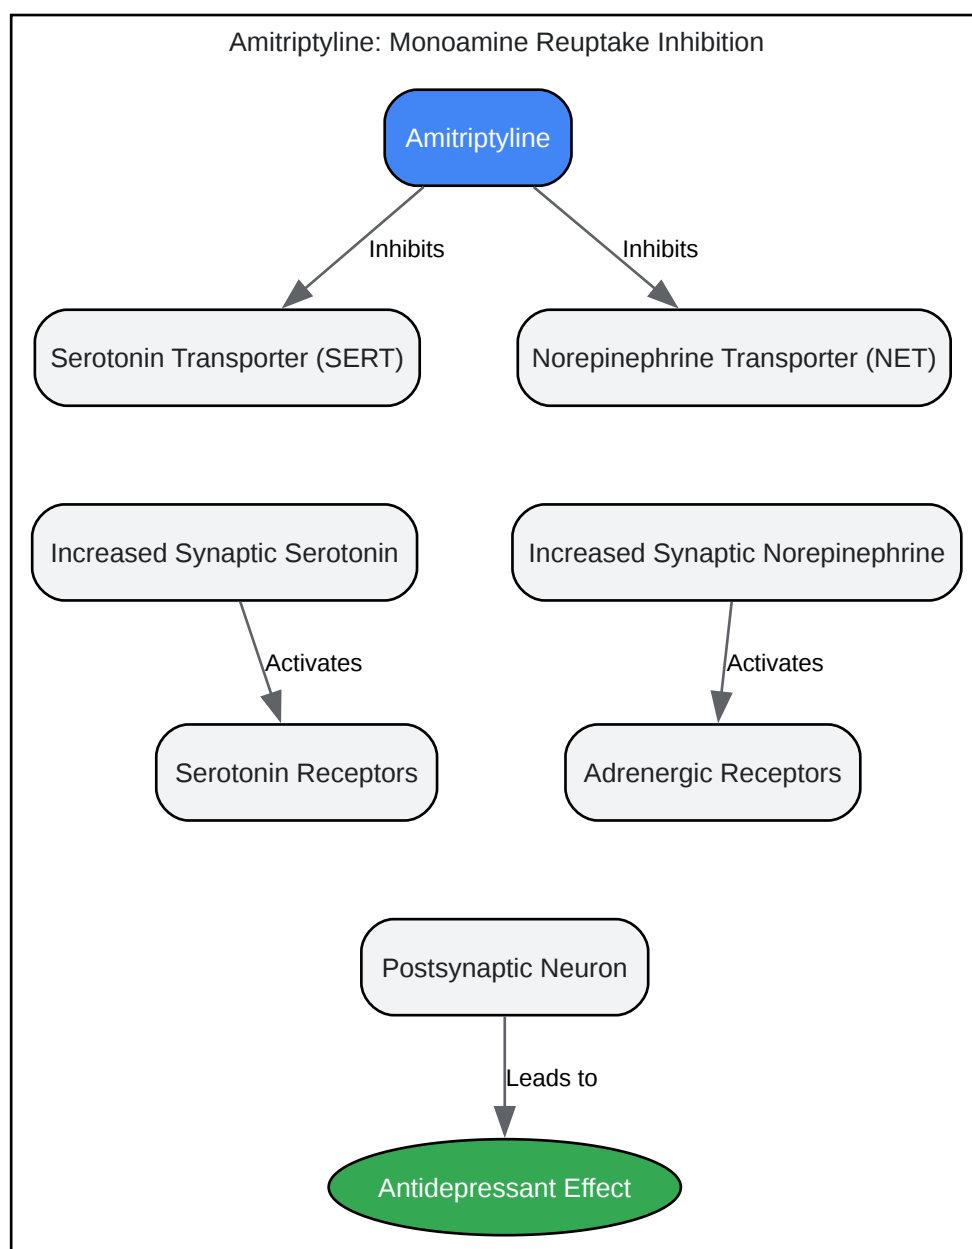 Amitriptyline: Monoamine Reuptake Inhibition
Amitriptyline
Inhibits
Inhibits
Serotonin Transporter (SERT)
Norepinephrine Transporter (NET)
Increased Synaptic Serotonin
Increased Synaptic Norepinephrine
Activates
Activates
Serotonin Receptors
Adrenergic Receptors
Postsynaptic Neuron
Leads to
Antidepressant Effect